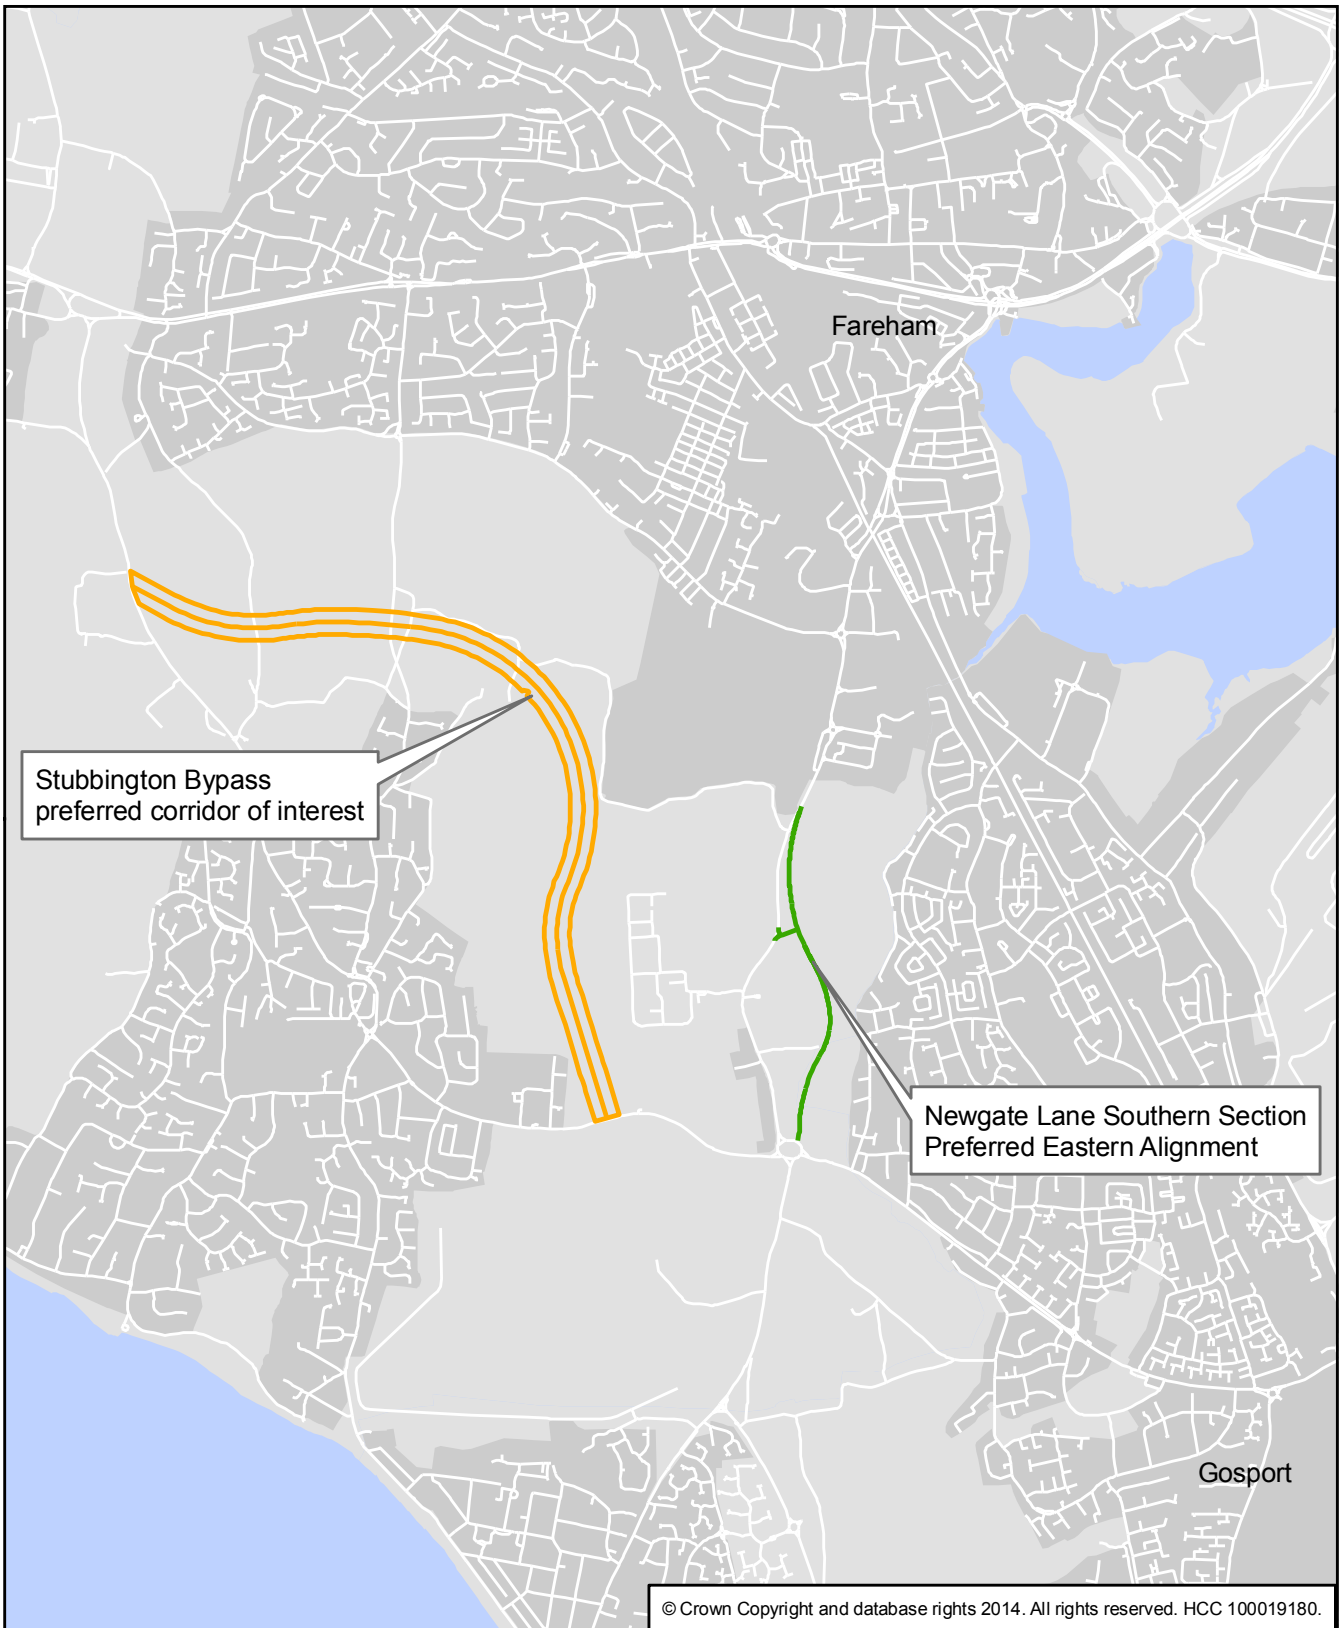 Fareham
Stubbington Bypass
preferred corridor of interest
Newgate Lane Southern Section
Preferred Eastern Alignment
Gosport
© Crown Copyright and database rights 2014. All rights reserved. HCC 100019180.